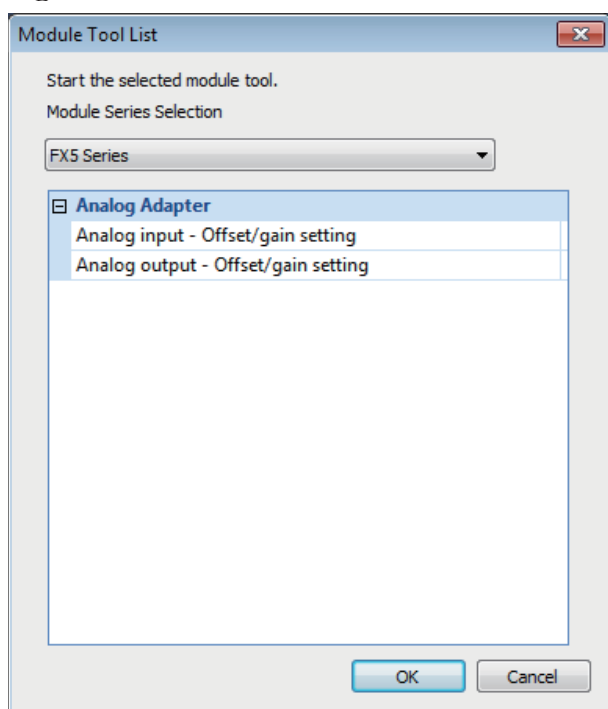 Module Tool List
Start the selected module tool.
Module Series Selection
FX5 Series
Analog Adapter
Analog input - Offset/gain setting
Analog output - Offset/gain setting
OK Cancel